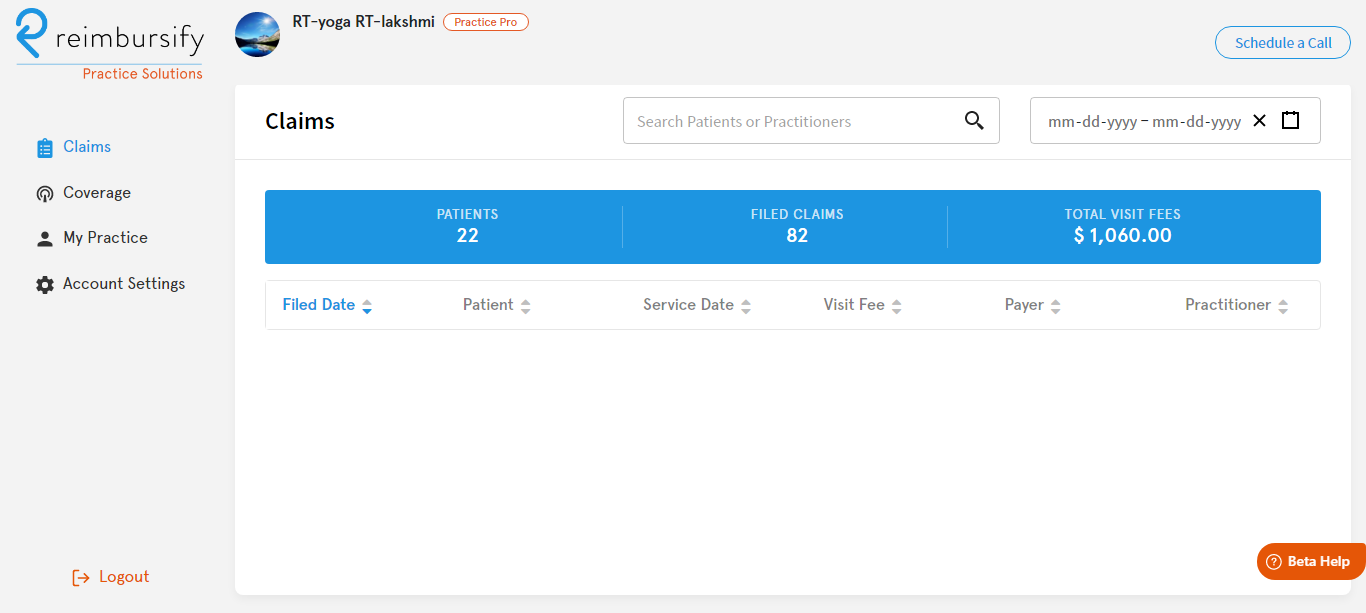 reimbursify
Practice Solutions
RT-yoga RT-lakshmi
Practice Pro
Schedule a Call
Claims
Coverage
My Practice
Account Settings
Logout
Claims
Search Patients or Practitioners
mm-dd-yyyy – mm-dd-yyyy
PATIENTS
22
FILED CLAIMS
82
TOTAL VISIT FEES
$ 1,060.00
Filed Date Patient Service Date Visit Fee Payer Practitioner
Beta Help